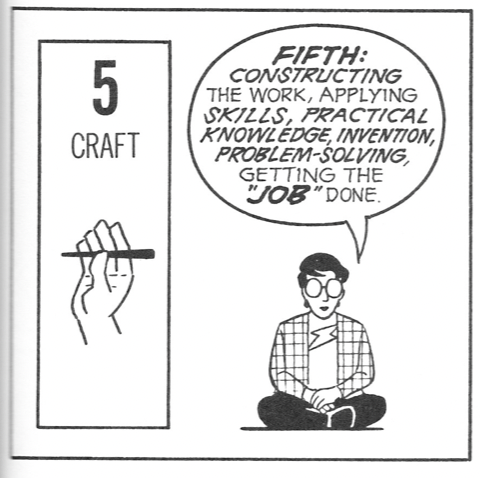 5
CRAFT
FIFTH:
CONSTRUCTING
THE WORK, APPLYING
SKILLS, PRACTICAL
KNOWLEDGE, INVENTION,
PROBLEM-SOLVING,
GETTING THE
"JOB" DONE.